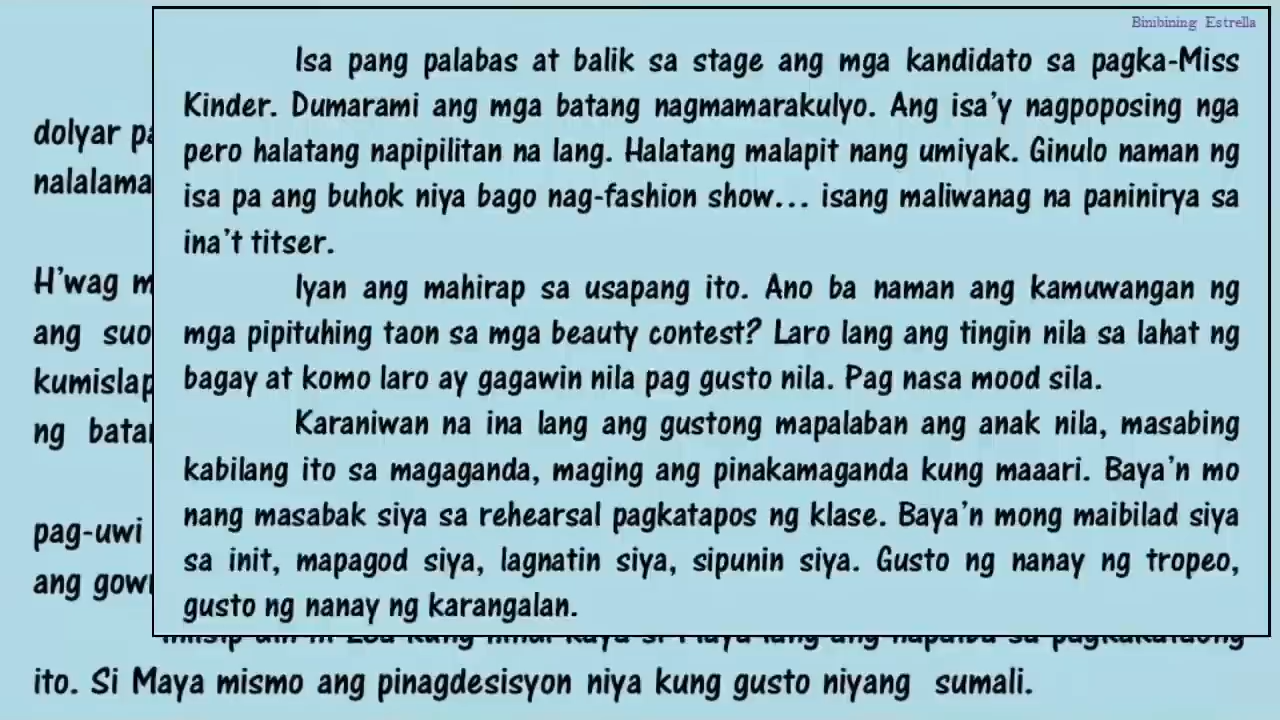 Binibining Estrella
Isa pang palabas at balik sa stage ang mga kandidato sa pagka-Miss
Kinder. Dumarami ang mga batang nagmamarakulyo. Ang isa'y nagpoposing nga
pero halatang napipilitan na lang. Halatang malapit nang umiyak. Ginulo naman ng
isa pa ang buhok niya bago nag-fashion show... isang maliwanag na paninirya sa
ina't titser.
Iyan ang mahirap sa usapang ito. Ano ba naman ang kamuwangan ng
mga pipituhing taon sa mga beauty contest? Laro lang ang tingin nila sa lahat ng
bagay at komo laro ay gagawin nila pag gusto nila. Pag nasa mood sila.
Karaniwan na ina lang ang gustong mapalaban ang anak nila, masabing
kabilang ito sa magaganda, maging ang pinakamaganda kung maaari. Baya'n mo
nang masabak siya sa rehearsal pagkatapos ng klase. Baya'n mong maibilad siya
sa init, mapagod siya, lagnatin siya, sipunin siya. Gusto ng nanay ng tropeo,
gusto ng nanay ng karangalan.
dolyar
H'wag
ang
ng
pag-uwi
ang
ito. Si Maya mismo ang pinagdesisyon niya kung gusto niyang sumali.